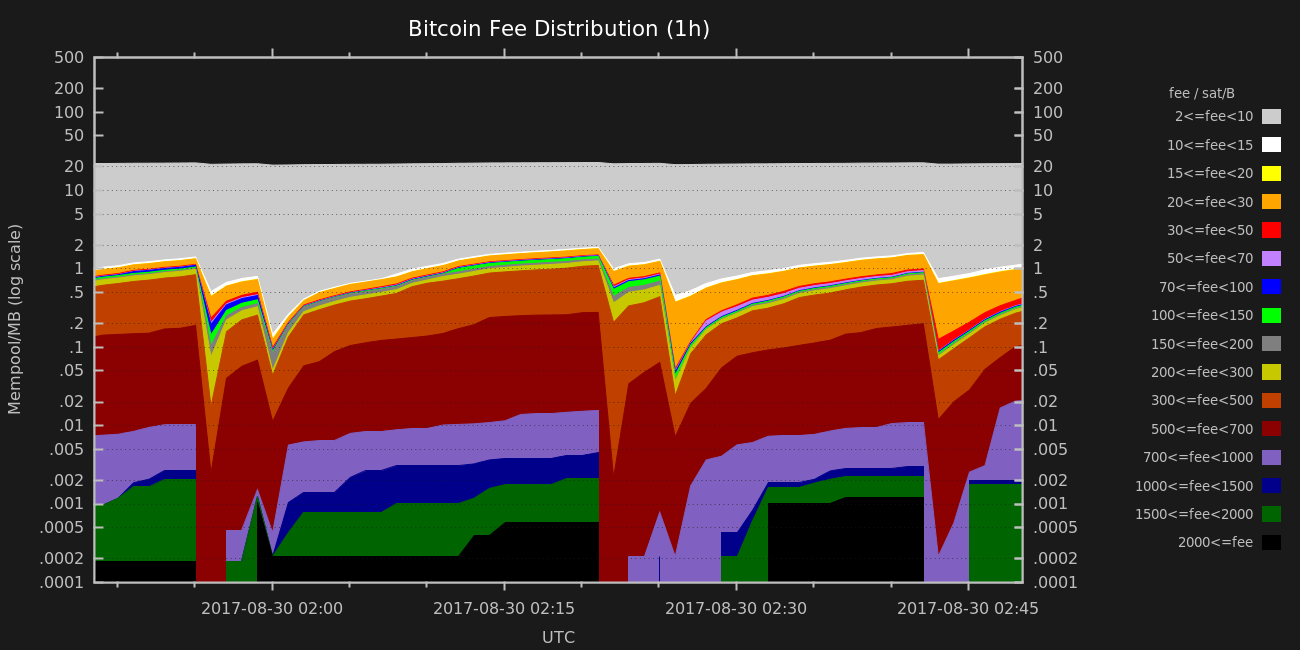 Bitcoin Fee Distribution (1h)
500
200
100
50
20
10
5
2
1
.5
.2
.1
.05
.02
.01
.005
.002
.001
.0005
.0002
.0001
Mempool/MB (log scale)
500
200
100
50
20
10
5
2
1
.5
.2
.1
.05
.02
.01
.005
.002
.001
.0005
.0002
.0001
2017-08-30 02:00 2017-08-30 02:15 2017-08-30 02:30 2017-08-30 02:45
UTC
fee / sat/B
2<=fee<10
10<=fee<15
15<=fee<20
20<=fee<30
30<=fee<50
50<=fee<70
70<=fee<100
100<=fee<150
150<=fee<200
200<=fee<300
300<=fee<500
500<=fee<700
700<=fee<1000
1000<=fee<1500
1500<=fee<2000
2000<=fee